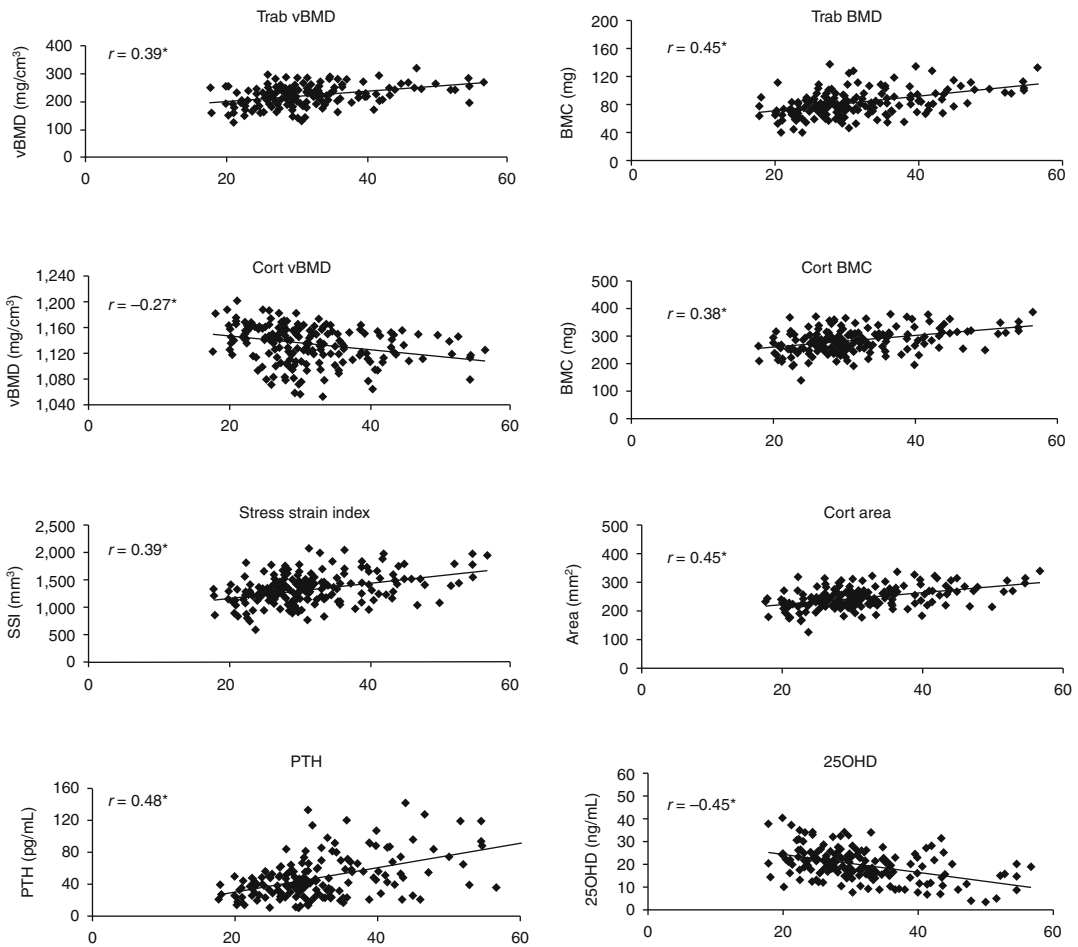 Trab vBMD
r = 0.39*
vBMD (mg/cm³)
400
300
200
100
0
0 20 40 60
Trab BMD
r = 0.45*
BMC (mg)
200
160
120
80
40
0
0 20 40 60
Cort vBMD
r = –0.27*
vBMD (mg/cm³)
1,240
1,200
1,160
1,120
1,080
1,040
0 20 40 60
Cort BMC
r = 0.38*
BMC (mg)
500
400
300
200
100
0
0 20 40 60
Stress strain index
r = 0.39*
SSI (mm³)
2,500
2,000
1,500
1,000
500
0
0 20 40 60
Cort area
r = 0.45*
Area (mm²)
500
400
300
200
100
0
0 20 40 60
PTH
r = 0.48*
PTH (pg/mL)
160
120
80
40
0
0 20 40 60
25OHD
r = –0.45*
25OHD (ng/mL)
60
50
40
30
20
10
0
0 20 40 60